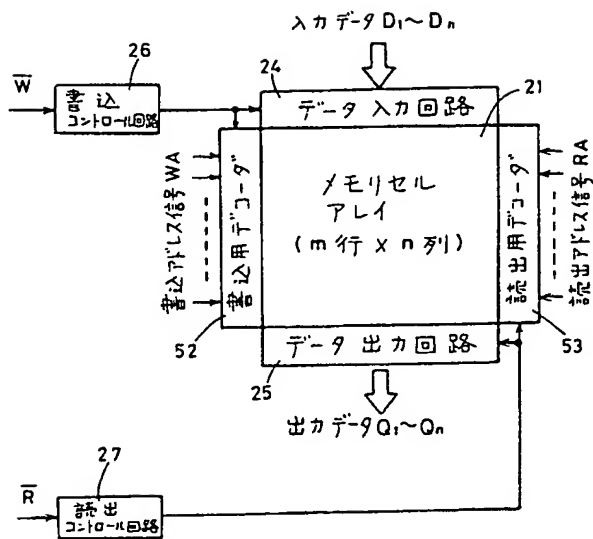 入力データD₁～Dₙ
26
W̅
書込
コントロール回路
24
データ入力回路
21
書込アドレス信号WA
書込用デコーダ
メモリセル
アレイ
(m行×n列)
読出用デコーダ
読出アドレス信号RA
52
データ出力回路
53
25
出力データQ₁～Qₙ
27
R̅
読出
コントロール回路